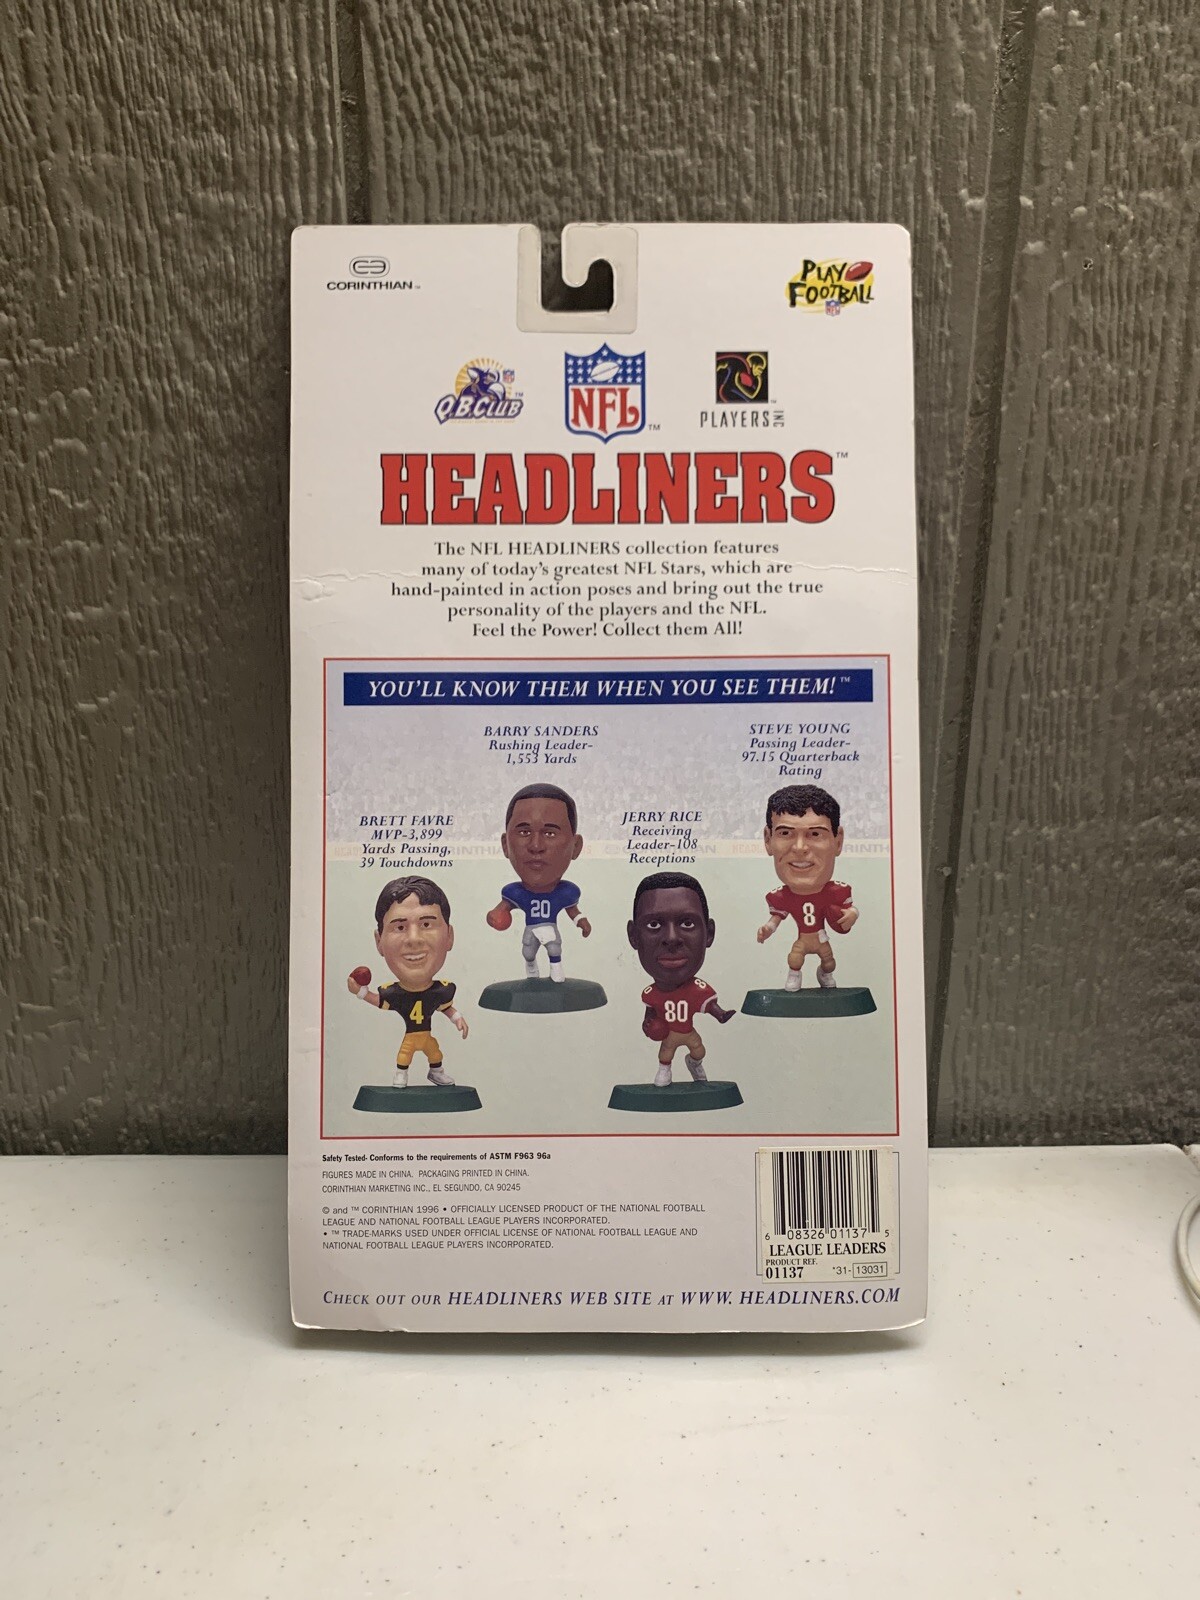 CORINTHIAN™
PLAY
FOOTBALL
NFL
Q.B. CLUB™
NFL™
PLAYERS INC™
HEADLINERS™
The NFL HEADLINERS collection features
many of today's greatest NFL Stars, which are
hand-painted in action poses and bring out the true
personality of the players and the NFL.
Feel the Power! Collect them All!
YOU'LL KNOW THEM WHEN YOU SEE THEM!™
BARRY SANDERS
Rushing Leader-
1,553 Yards
STEVE YOUNG
Passing Leader-
97.15 Quarterback
Rating
BRETT FAVRE
MVP-3,899
Yards Passing,
39 Touchdowns
JERRY RICE
Receiving
Leader-108
Receptions
20
8
4
80
8
Safety Tested- Conforms to the requirements of ASTM F963 96a
FIGURES MADE IN CHINA. PACKAGING PRINTED IN CHINA.
CORINTHIAN MARKETING INC., EL SEGUNDO, CA 90245
© and ™ CORINTHIAN 1996 • OFFICIALLY LICENSED PRODUCT OF THE NATIONAL FOOTBALL
LEAGUE AND NATIONAL FOOTBALL LEAGUE PLAYERS INCORPORATED.
• ™ TRADE-MARKS USED UNDER OFFICIAL LICENSE OF NATIONAL FOOTBALL LEAGUE AND
NATIONAL FOOTBALL LEAGUE PLAYERS INCORPORATED.
6 08326 01137 5
LEAGUE LEADERS
PRODUCT REF.
01137 *31-13031
CHECK OUT OUR HEADLINERS WEB SITE AT WWW. HEADLINERS.COM